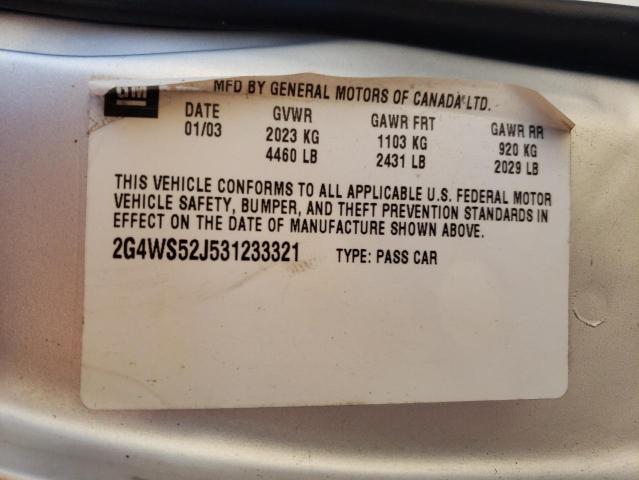 GM
MFD BY GENERAL MOTORS OF CANADA LTD.
DATE GVWR GAWR FRT GAWR RR
01/03 2023 KG 1103 KG 920 KG
4460 LB 2431 LB 2029 LB
THIS VEHICLE CONFORMS TO ALL APPLICABLE U.S. FEDERAL MOTOR
VEHICLE SAFETY, BUMPER, AND THEFT PREVENTION STANDARDS IN
EFFECT ON THE DATE OF MANUFACTURE SHOWN ABOVE.
2G4WS52J531233321 TYPE: PASS CAR